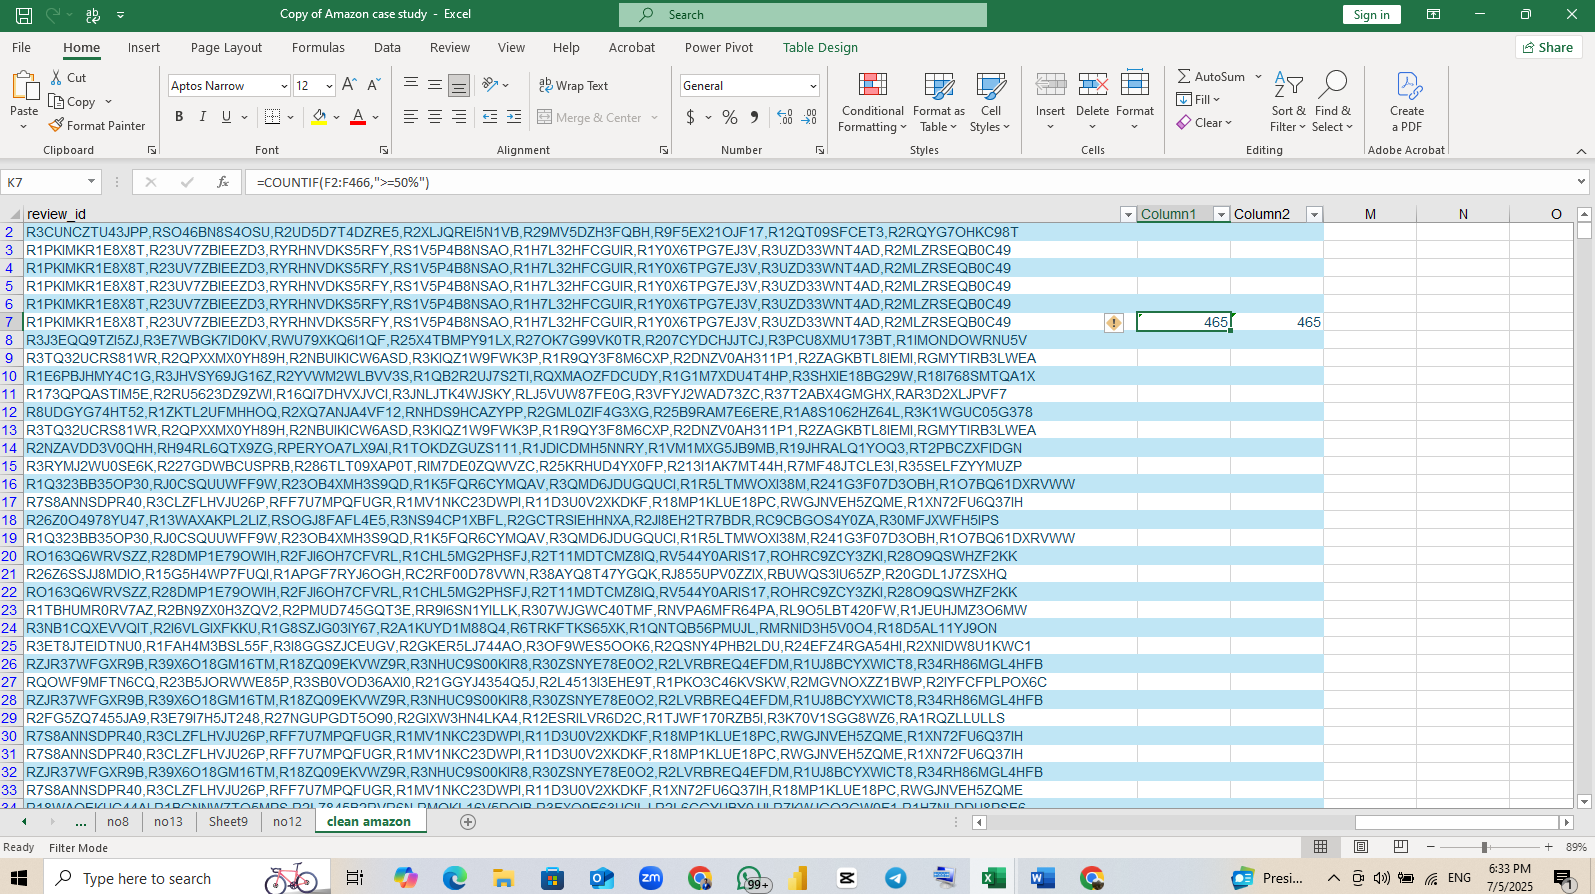 Copy of Amazon case study - Excel
Search
Sign in
File Home Insert Page Layout Formulas Data Review View Help Acrobat Power Pivot Table Design
Share
Paste
Cut
Copy
Format Painter
Clipboard
Aptos Narrow 12
B I U
Font
Wrap Text
Merge & Center
Alignment
General
$ % ,
Number
Conditional Formatting
Format as Table
Cell Styles
Styles
Insert
Delete
Format
Cells
AutoSum
Fill
Clear
Sort & Filter
Find & Select
Editing
Create a PDF
Adobe Acrobat
K7 fx =COUNTIF(F2:F466,">=50%")
review_id Column1 Column2 M N O
2 R3CUNCZTU43JPP,RSO46BN8S4OSU,R2UD5D7T4DZRE5,R2XLJQREI5N1VB,R29MV5DZH3FQBH,R9F5EX21OJF17,R12QT09SFCET3,R2RQYG7OHKC98T
3 R1PKIMKR1E8X8T,R23UV7ZBIEEZD3,RYRHNVDKS5RFY,RS1V5P4B8NSAO,R1H7L32HFCGUIR,R1Y0X6TPG7EJ3V,R3UZD33WNT4AD,R2MLZRSEQB0C49
4 R1PKIMKR1E8X8T,R23UV7ZBIEEZD3,RYRHNVDKS5RFY,RS1V5P4B8NSAO,R1H7L32HFCGUIR,R1Y0X6TPG7EJ3V,R3UZD33WNT4AD,R2MLZRSEQB0C49
5 R1PKIMKR1E8X8T,R23UV7ZBIEEZD3,RYRHNVDKS5RFY,RS1V5P4B8NSAO,R1H7L32HFCGUIR,R1Y0X6TPG7EJ3V,R3UZD33WNT4AD,R2MLZRSEQB0C49
6 R1PKIMKR1E8X8T,R23UV7ZBIEEZD3,RYRHNVDKS5RFY,RS1V5P4B8NSAO,R1H7L32HFCGUIR,R1Y0X6TPG7EJ3V,R3UZD33WNT4AD,R2MLZRSEQB0C49
7 R1PKIMKR1E8X8T,R23UV7ZBIEEZD3,RYRHNVDKS5RFY,RS1V5P4B8NSAO,R1H7L32HFCGUIR,R1Y0X6TPG7EJ3V,R3UZD33WNT4AD,R2MLZRSEQB0C49 465 465
8 R3J3EQQ9TZI5ZJ,R3E7WBGK7ID0KV,RWU79XKQ6I1QF,R25X4TBMPY91LX,R27OK7G99VK0TR,R207CYDCHJJTCJ,R3PCU8XMU173BT,R1IMONDOWRNU5V
9 R3TQ32UCRS81WR,R2QPXXMX0YH89H,R2NBUIKICW6ASD,R3KIQZ1W9FWK3P,R1R9QY3F8M6CXP,R2DNZV0AH311P1,R2ZAGKBTL8IEMI,RGMYTIRB3LWEA
10 R1E6PBJHMY4C1G,R3JHVSY69JG16Z,R2YVWM2WLBVV3S,R1QB2R2UJ7S2TI,RQXMAOZFDCUDY,R1G1M7XDU4T4HP,R3SHXIE18BG29W,R18I768SMTQA1X
11 R173QPQASTIM5E,R2RU5623DZ9ZWI,R16QI7DHVXJVCI,R3JNLJTK4WJSKY,RLJ5VUW87FE0G,R3VFYJ2WAD73ZC,R37T2ABX4GMGHX,RAR3D2XLJPVF7
12 R8UDGYG74HT52,R1ZKTL2UFMHHOQ,R2XQ7ANJA4VF12,RNHDS9HCAZYPP,R2GML0ZIF4G3XG,R25B9RAM7E6ERE,R1A8S1062HZ64L,R3K1WGUC05G378
13 R3TQ32UCRS81WR,R2QPXXMX0YH89H,R2NBUIKICW6ASD,R3KIQZ1W9FWK3P,R1R9QY3F8M6CXP,R2DNZV0AH311P1,R2ZAGKBTL8IEMI,RGMYTIRB3LWEA
14 R2NZAVDD3V0QHH,RH94RL6QTX9ZG,RPERYOA7LX9AI,R1TOKDZGUZS111,R1JDICDMH5NNRY,R1VM1MXG5JB9MB,R19JHRALQ1YOQ3,RT2PBCZXFIDGN
15 R3RYMJ2WU0SE6K,R227GDWBCUSPRB,R286TLT09XAP0T,RIM7DE0ZQWVZC,R25KRHUD4YX0FP,R213I1AK7MT44H,R7MF48JTCLE3I,R35SELFZYYMUZP
16 R1Q323BB35OP30,RJ0CSQUUWFF9W,R23OB4XMH3S9QD,R1K5FQR6CYMQAV,R3QMD6JDUGQUCI,R1R5LTMWOXI38M,R241G3F07D3OBH,R1O7BQ61DXRVWW
17 R7S8ANNSDPR40,R3CLZFLHVJU26P,RFF7U7MPQFUGR,R1MV1NKC23DWPI,R11D3U0V2XKDKF,R18MP1KLUE18PC,RWGJNVEH5ZQME,R1XN72FU6Q37IH
18 R26Z0O4978YU47,R13WAXAKPL2LIZ,RSOGJ8FAFL4E5,R3NS94CP1XBFL,R2GCTRSIEHHNXA,R2JI8EH2TR7BDR,RC9CBGOS4Y0ZA,R30MFJXWFH5IPS
19 R1Q323BB35OP30,RJ0CSQUUWFF9W,R23OB4XMH3S9QD,R1K5FQR6CYMQAV,R3QMD6JDUGQUCI,R1R5LTMWOXI38M,R241G3F07D3OBH,R1O7BQ61DXRVWW
20 RO163Q6WRVSZZ,R28DMP1E79OWIH,R2FJI6OH7CFVRL,R1CHL5MG2PHSFJ,R2T11MDTCMZ8IQ,RV544Y0ARIS17,ROHRC9ZCY3ZKI,R28O9QSWHZF2KK
21 R26Z6SSJJ8MDIO,R15G5H4WP7FUQI,R1APGF7RYJ6OGH,RC2RF00D78VWN,R38AYQ8T47YGQK,RJ855UPV0ZZIX,RBUWQS3IU65ZP,R20GDL1J7ZSXHQ
22 RO163Q6WRVSZZ,R28DMP1E79OWIH,R2FJI6OH7CFVRL,R1CHL5MG2PHSFJ,R2T11MDTCMZ8IQ,RV544Y0ARIS17,ROHRC9ZCY3ZKI,R28O9QSWHZF2KK
23 R1TBHUMR0RV7AZ,R2BN9ZX0H3ZQV2,R2PMUD745GQT3E,RR9I6SN1YILLK,R307WJGWC40TMF,RNVPA6MFR64PA,RL9O5LBT420FW,R1JEUHJMZ3O6MW
24 R3NB1CQXEVVQIT,R2I6VLGIXFKKU,R1G8SZJG03IY67,R2A1KUYD1M88Q4,R6TRKFTKS65XK,R1QNTQB56PMUJL,RMRNID3H5V0O4,R18D5AL11YJ9ON
25 R3ET8JTEIDTNU0,R1FAH4M3BSL55F,R3I8GGSZJCEUGV,R2GKER5LJ744AO,R3OF9WES5OOK6,R2QSNY4PHB2LDU,R24EFZ4RGA54HI,R2XNIDW8U1KWC1
26 RZJR37WFGXR9B,R39X6O18GM16TM,R18ZQ09EKVWZ9R,R3NHUC9S00KIR8,R30ZSNYE78E0O2,R2LVRBREQ4EFDM,R1UJ8BCYXWICT8,R34RH86MGL4HFB
27 RQOWF9MFTN6CQ,R23B5JORWWE85P,R3SB0VOD36AXI0,R21GGYJ4354Q5J,R2L4513I3EHE9T,R1PKO3C46KVSKW,R2MGVNOXZZ1BWP,R2IYFCFPLPOX6C
28 RZJR37WFGXR9B,R39X6O18GM16TM,R18ZQ09EKVWZ9R,R3NHUC9S00KIR8,R30ZSNYE78E0O2,R2LVRBREQ4EFDM,R1UJ8BCYXWICT8,R34RH86MGL4HFB
29 R2FG5ZQ7455JA9,R3E79I7H5JT248,R27NGUPGDT5O90,R2GIXW3HN4LKA4,R12ESRILVR6D2C,R1TJWF170RZB5I,R3K70V1SGG8WZ6,RA1RQZLLULLS
30 R7S8ANNSDPR40,R3CLZFLHVJU26P,RFF7U7MPQFUGR,R1MV1NKC23DWPI,R11D3U0V2XKDKF,R18MP1KLUE18PC,RWGJNVEH5ZQME,R1XN72FU6Q37IH
31 R7S8ANNSDPR40,R3CLZFLHVJU26P,RFF7U7MPQFUGR,R1MV1NKC23DWPI,R11D3U0V2XKDKF,R18MP1KLUE18PC,RWGJNVEH5ZQME,R1XN72FU6Q37IH
32 RZJR37WFGXR9B,R39X6O18GM16TM,R18ZQ09EKVWZ9R,R3NHUC9S00KIR8,R30ZSNYE78E0O2,R2LVRBREQ4EFDM,R1UJ8BCYXWICT8,R34RH86MGL4HFB
33 R7S8ANNSDPR40,R3CLZFLHVJU26P,RFF7U7MPQFUGR,R1MV1NKC23DWPI,R11D3U0V2XKDKF,R1XN72FU6Q37IH,R18MP1KLUE18PC,RWGJNVEH5ZQME
... no8 no13 Sheet9 no12 clean amazon
Ready Filter Mode 89%
Type here to search
99+
Presi...
ENG
6:33 PM
7/5/2025